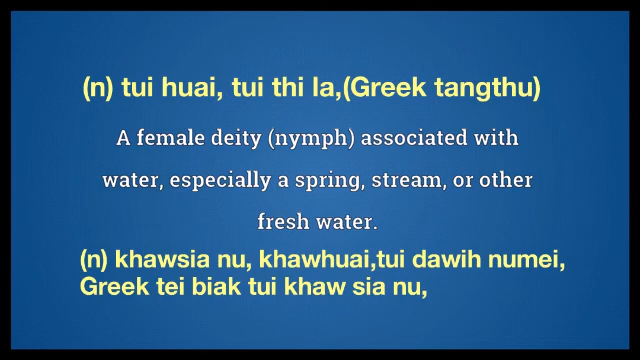 (n) tui huai, tui thi la,(Greek tangthu)
A female deity (nymph) associated with
water, especially a spring, stream, or other
fresh water.
(n) khawsia nu, khawhuai,tui dawih numei,
Greek tei biak tui khaw sia nu,